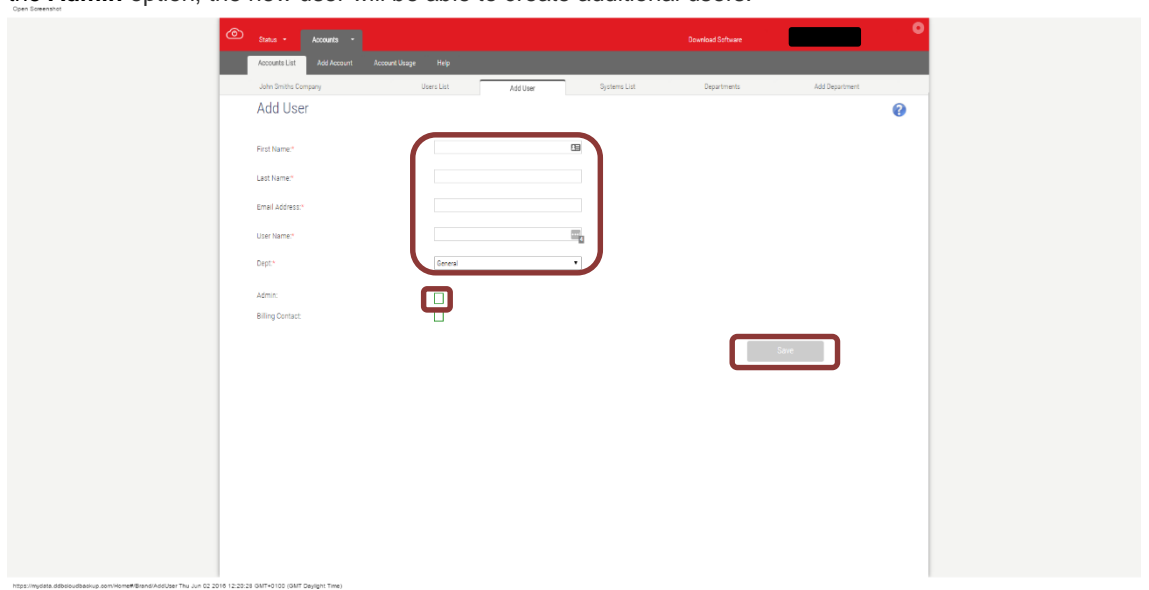 the Admin option, the new user will be able to create additional users.
Open Screenshot
Status Accounts Download Software
Accounts List Add Account Account Usage Help
John Smiths Company Users List Add User Systems List Departments Add Department
Add User
First Name:*
Last Name:*
Email Address:*
User Name:*
4
Dept:* General
Admin:
Billing Contact:
Save
https://mydata.ddbcloudbackup.com/Home#/Brand/AddUser Thu Jun 02 2016 12:28:28 GMT+0100 (GMT Daylight Time)